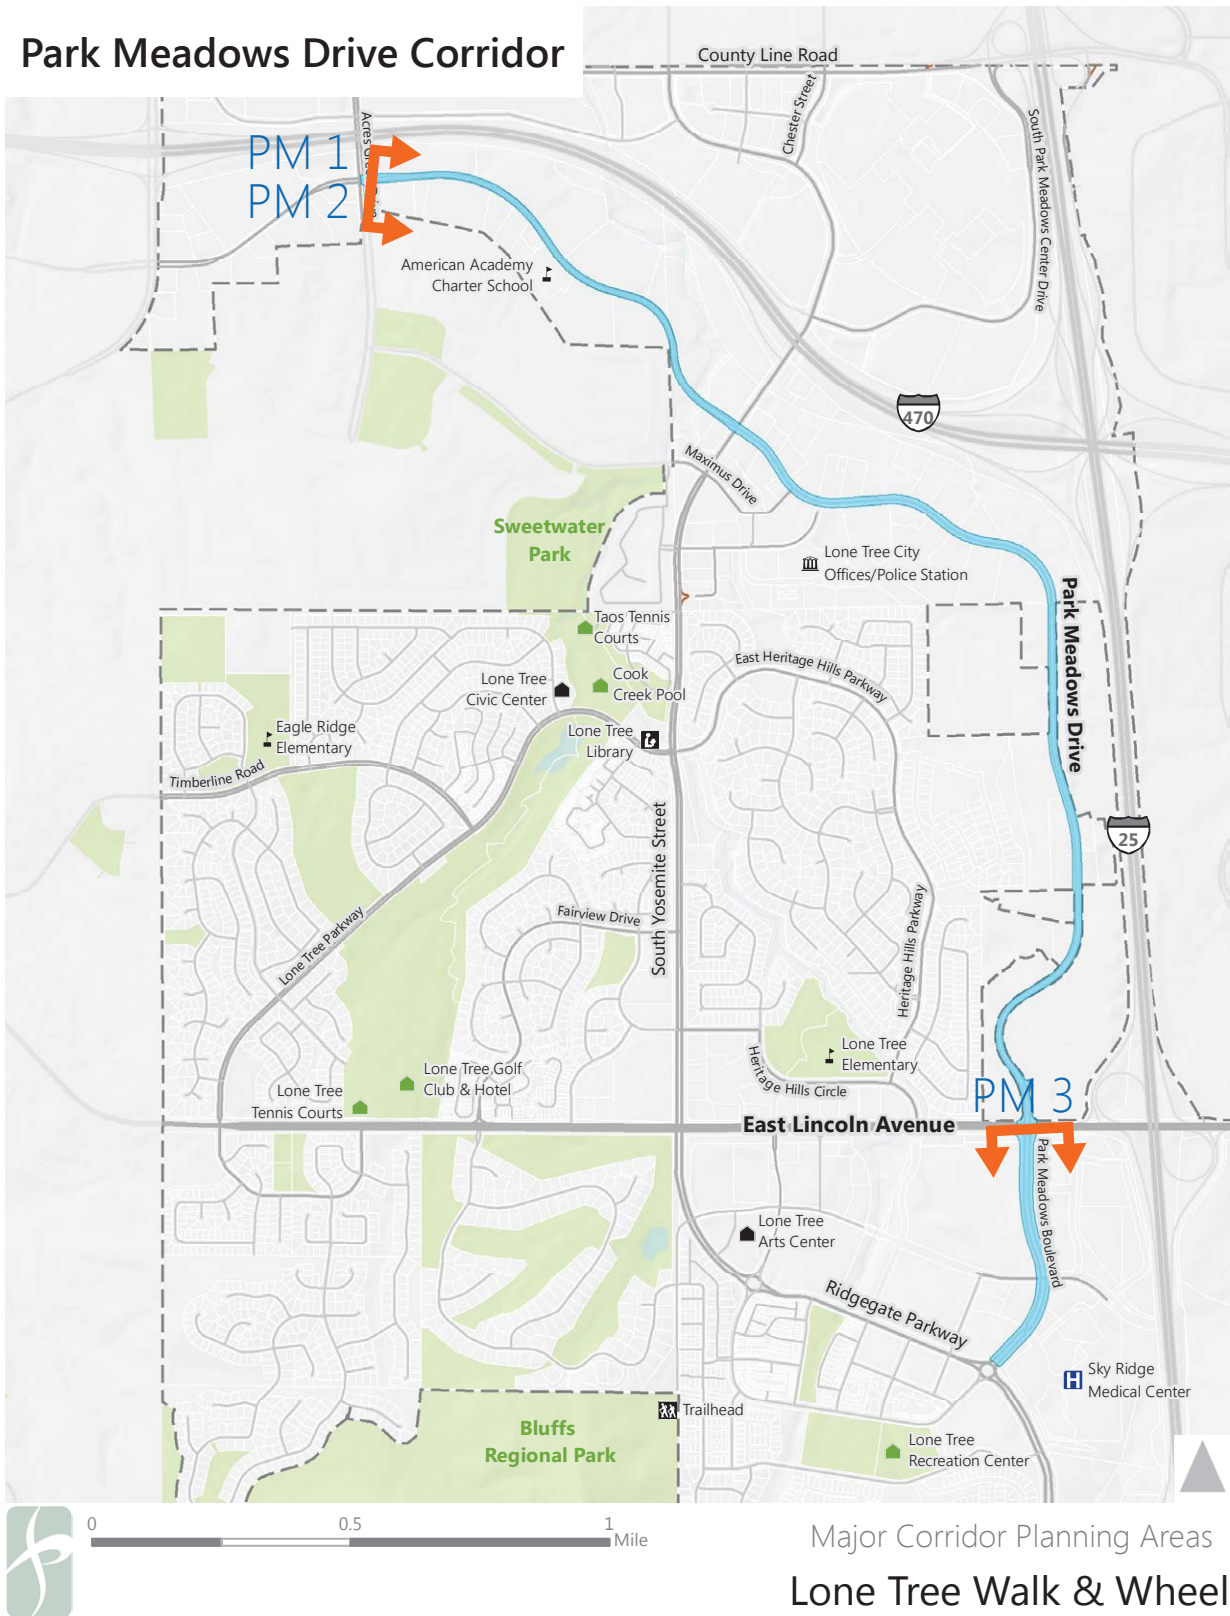 Park Meadows Drive Corridor
County Line Road
Chester Street
South Park Meadows Center Drive
Acres Green Drive
PM 1
PM 2
American Academy
Charter School
470
Maximus Drive
Sweetwater
Park
Lone Tree City
Offices/Police Station
Park Meadows Drive
Taos Tennis
Courts
East Heritage Hills Parkway
Lone Tree
Civic Center
Cook
Creek Pool
Eagle Ridge
Elementary
Lone Tree
Library
Timberline Road
South Yosemite Street
25
Fairview Drive
Heritage Hills Parkway
Lone Tree Parkway
Lone Tree
Elementary
Heritage Hills Circle
Lone Tree Golf
Club & Hotel
Lone Tree
Tennis Courts
PM 3
East Lincoln Avenue
Park Meadows Boulevard
Lone Tree
Arts Center
Ridgegate Parkway
H
Sky Ridge
Medical Center
Trailhead
Bluffs
Regional Park
Lone Tree
Recreation Center
0 0.5 1
Mile
Major Corridor Planning Areas
Lone Tree Walk & Wheel